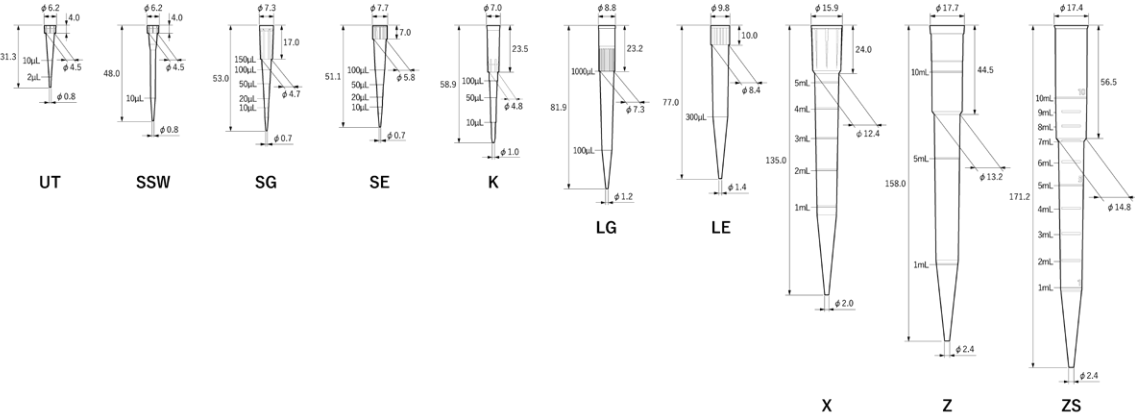 φ 6.2
4.0
31.3
10μL
2μL
φ 4.5
φ 0.8
UT
φ 6.2
4.0
48.0
10μL
φ 4.5
φ 0.8
SSW
φ 7.3
17.0
53.0
150μL
100μL
50μL
20μL
10μL
φ 4.7
φ 0.7
SG
φ 7.7
7.0
51.1
100μL
50μL
20μL
10μL
φ 5.8
φ 0.7
SE
φ 7.0
23.5
58.9
100μL
50μL
10μL
φ 4.8
φ 1.0
K
φ 8.8
23.2
81.9
1000μL
100μL
φ 7.3
φ 1.2
LG
φ 9.8
10.0
77.0
300μL
φ 8.4
φ 1.4
LE
φ 15.9
24.0
135.0
5mL
4mL
3mL
2mL
1mL
φ 12.4
φ 2.0
X
φ 17.7
44.5
158.0
10mL
5mL
1mL
φ 13.2
φ 2.4
Z
φ 17.4
56.5
171.2
10mL
9mL
8mL
7mL
6mL
5mL
4mL
3mL
2mL
1mL
φ 14.8
φ 2.4
ZS